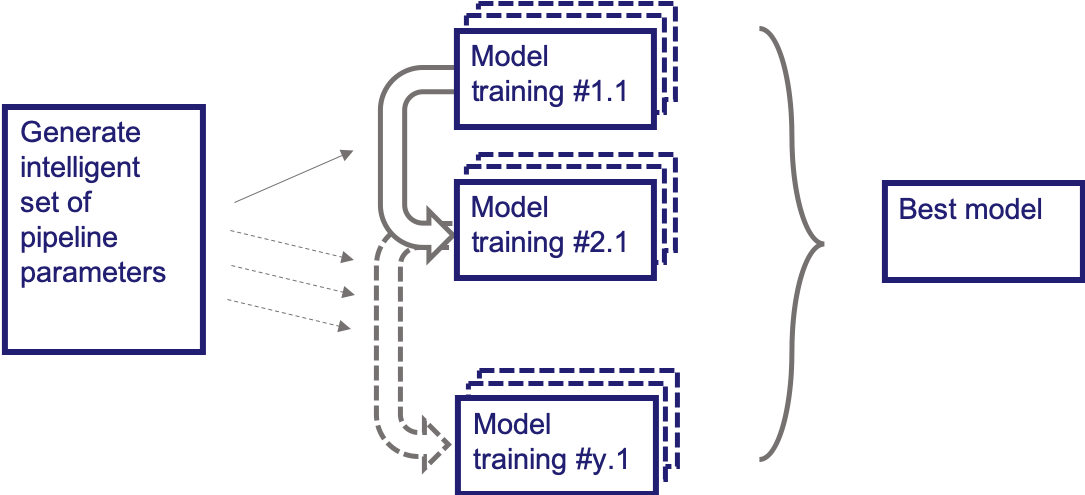 Generate
intelligent
set of
pipeline
parameters
Model
training #1.1
Model
training #2.1
Model
training #y.1
Best model